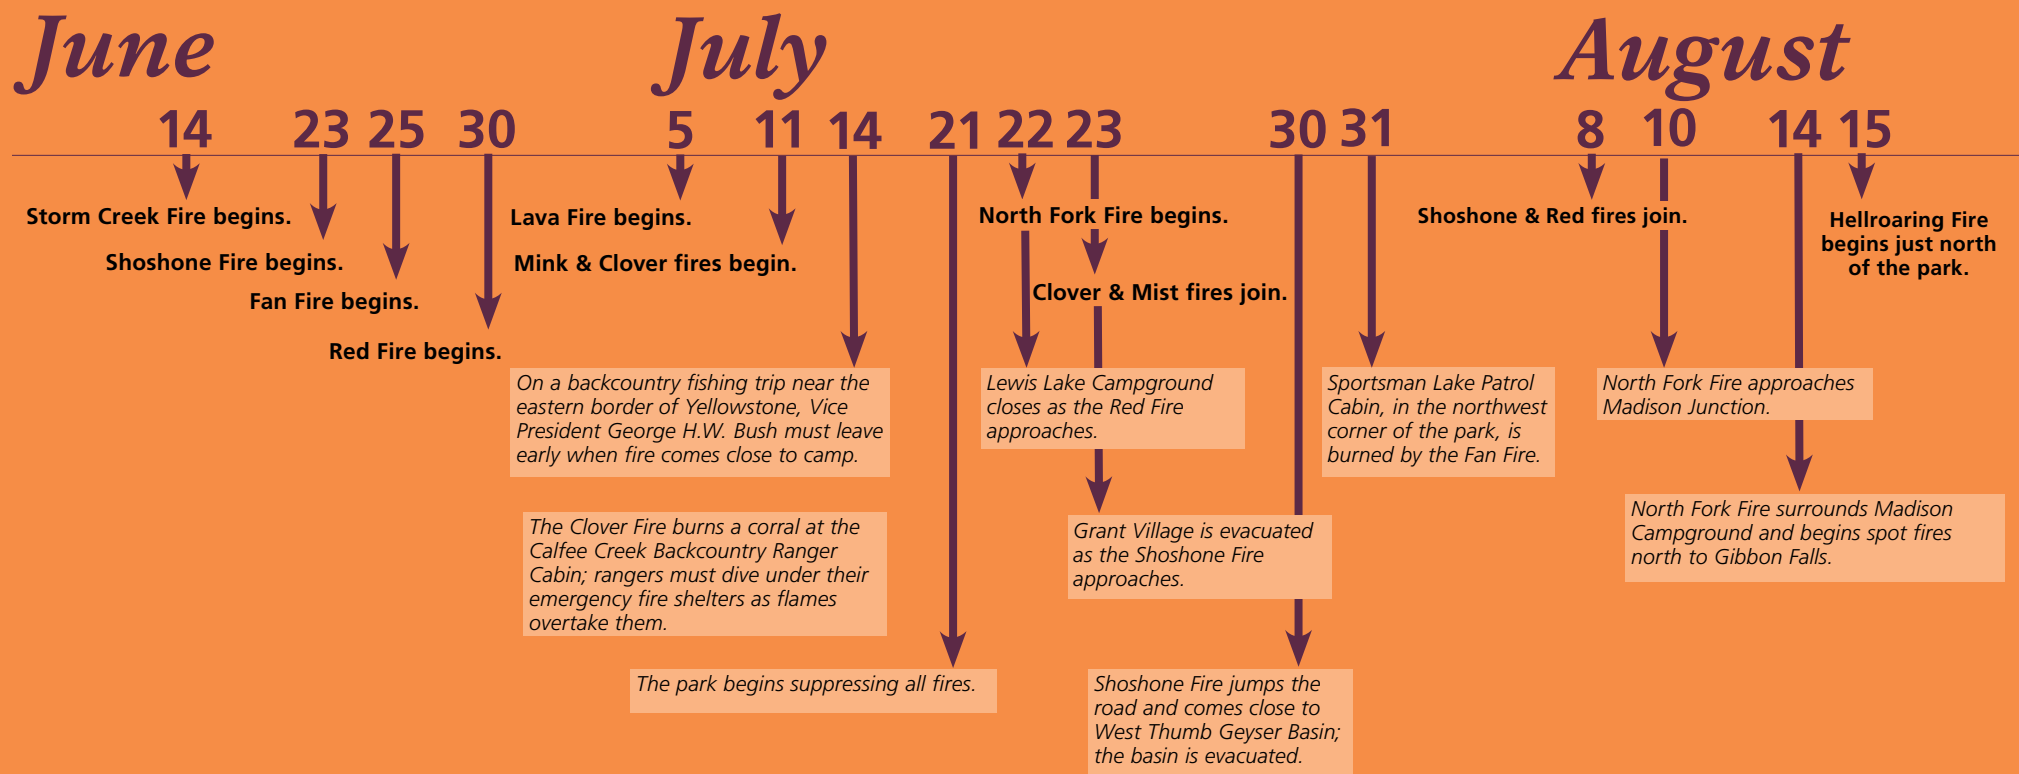 June
July
August
14
23
25
30
5
11
14
21
22
23
30
31
8
10
14
15
Storm Creek Fire begins.
Shoshone Fire begins.
Fan Fire begins.
Red Fire begins.
Lava Fire begins.
Mink & Clover fires begin.
On a backcountry fishing trip near the
eastern border of Yellowstone, Vice
President George H.W. Bush must leave
early when fire comes close to camp.
The Clover Fire burns a corral at the
Calfee Creek Backcountry Ranger
Cabin; rangers must dive under their
emergency fire shelters as flames
overtake them.
The park begins suppressing all fires.
North Fork Fire begins.
Lewis Lake Campground
closes as the Red Fire
approaches.
Clover & Mist fires join.
Grant Village is evacuated
as the Shoshone Fire
approaches.
Shoshone Fire jumps the
road and comes close to
West Thumb Geyser Basin;
the basin is evacuated.
Sportsman Lake Patrol
Cabin, in the northwest
corner of the park, is
burned by the Fan Fire.
Shoshone & Red fires join.
North Fork Fire approaches
Madison Junction.
North Fork Fire surrounds Madison
Campground and begins spot fires
north to Gibbon Falls.
Hellroaring Fire
begins just north
of the park.